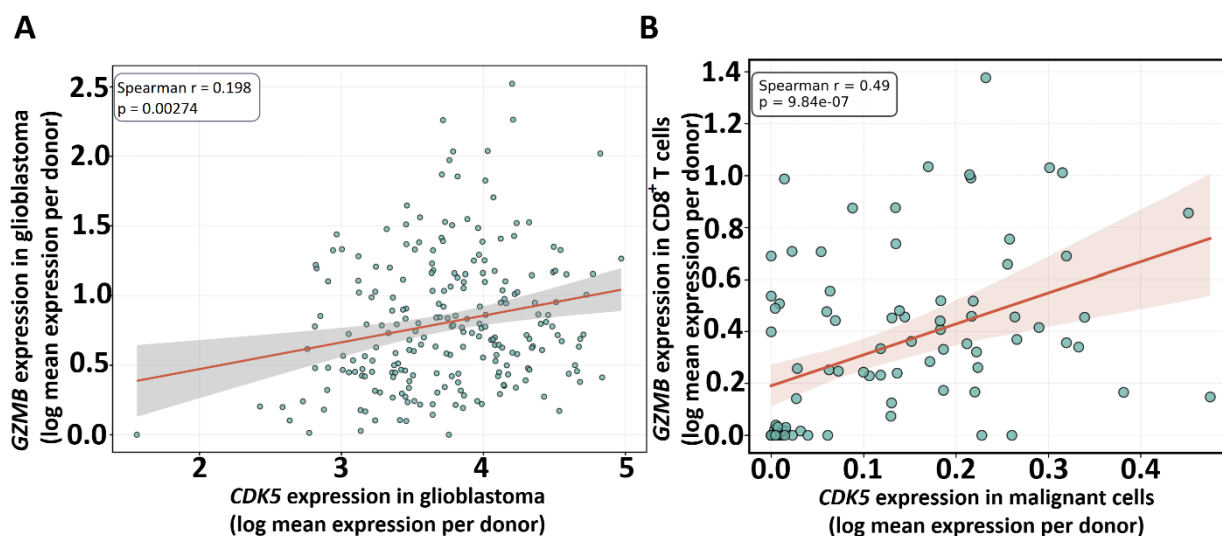 A
GZMB expression in glioblastoma
(log mean expression per donor)
2.5
2.0
1.5
1.0
0.5
0.0
Spearman r = 0.198
p = 0.00274
2 3 4 5
CDK5 expression in glioblastoma
(log mean expression per donor)
B
GZMB expression in CD8⁺ T cells
(log mean expression per donor)
1.4
1.2
1.0
0.8
0.6
0.4
0.2
0.0
Spearman r = 0.49
p = 9.84e-07
0.0 0.1 0.2 0.3 0.4
CDK5 expression in malignant cells
(log mean expression per donor)